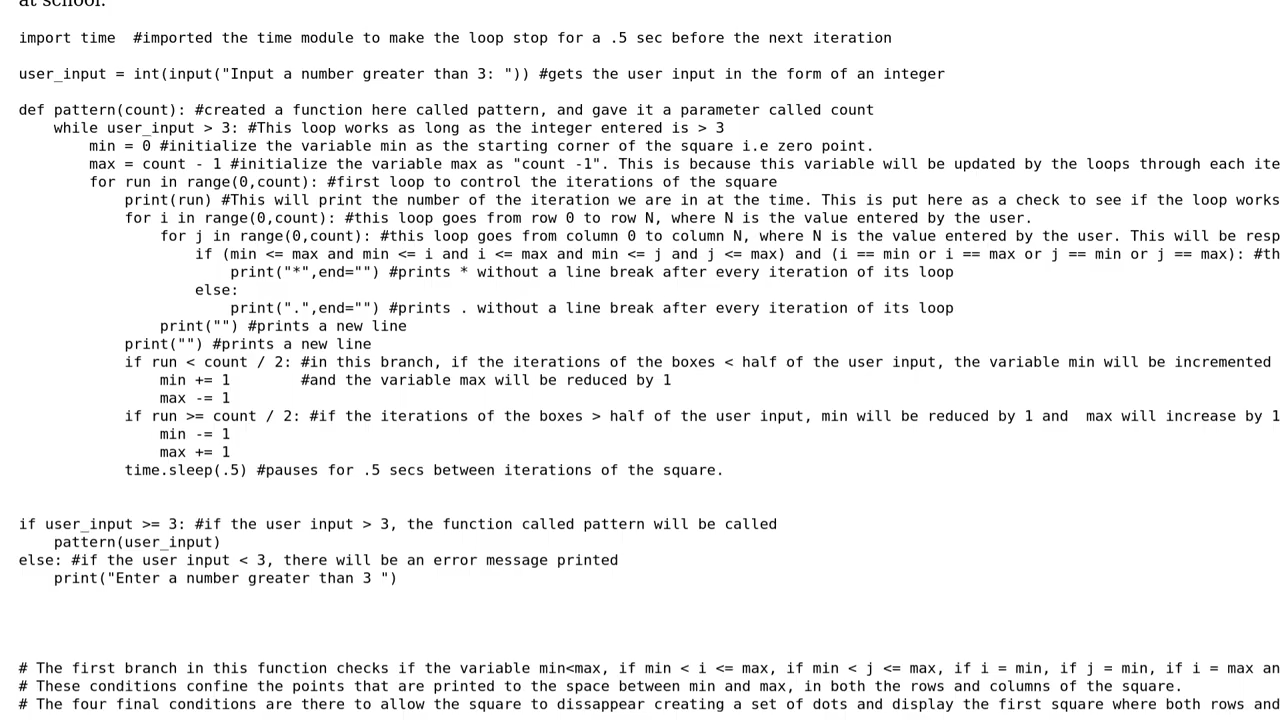 at school.
import time  #imported the time module to make the loop stop for a .5 sec before the next iteration
user_input = int(input("Input a number greater than 3: ")) #gets the user input in the form of an integer
def pattern(count): #created a function here called pattern, and gave it a parameter called count
    while user_input > 3: #This loop works as long as the integer entered is > 3
        min = 0 #initialize the variable min as the starting corner of the square i.e zero point.
        max = count - 1 #initialize the variable max as "count -1". This is because this variable will be updated by the loops through each ite
        for run in range(0,count): #first loop to control the iterations of the square
            print(run) #This will print the number of the iteration we are in at the time. This is put here as a check to see if the loop works
            for i in range(0,count): #this loop goes from row 0 to row N, where N is the value entered by the user.
                for j in range(0,count): #this loop goes from column 0 to column N, where N is the value entered by the user. This will be resp
                    if (min <= max and min <= i and i <= max and min <= j and j <= max) and (i == min or i == max or j == min or j == max): #th
                        print("*",end="") #prints * without a line break after every iteration of its loop
                    else:
                        print(".",end="") #prints . without a line break after every iteration of its loop
                print("") #prints a new line
            print("") #prints a new line
            if run < count / 2: #in this branch, if the iterations of the boxes < half of the user input, the variable min will be incremented
                min += 1        #and the variable max will be reduced by 1
                max -= 1
            if run >= count / 2: #if the iterations of the boxes > half of the user input, min will be reduced by 1 and  max will increase by 1
                min -= 1
                max += 1
            time.sleep(.5) #pauses for .5 secs between iterations of the square.
if user_input >= 3: #if the user input > 3, the function called pattern will be called
    pattern(user_input)
else: #if the user input < 3, there will be an error message printed
    print("Enter a number greater than 3 ")
# The first branch in this function checks if the variable min<max, if min < i <= max, if min < j <= max, if i = min, if j = min, if i = max an
# These conditions confine the points that are printed to the space between min and max, in both the rows and columns of the square.
# The four final conditions are there to allow the square to dissappear creating a set of dots and display the first square where both rows and